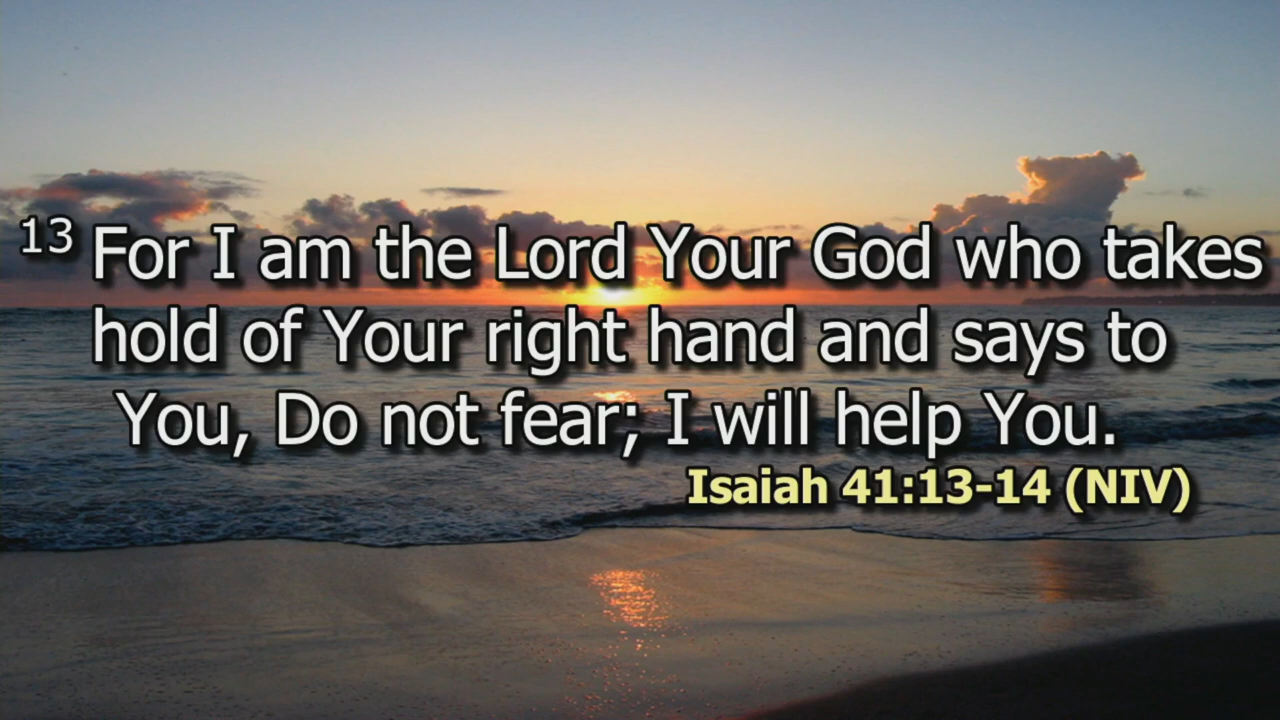 13 For I am the Lord Your God who takes
hold of Your right hand and says to
You, Do not fear; I will help You.
Isaiah 41:13-14 (NIV)